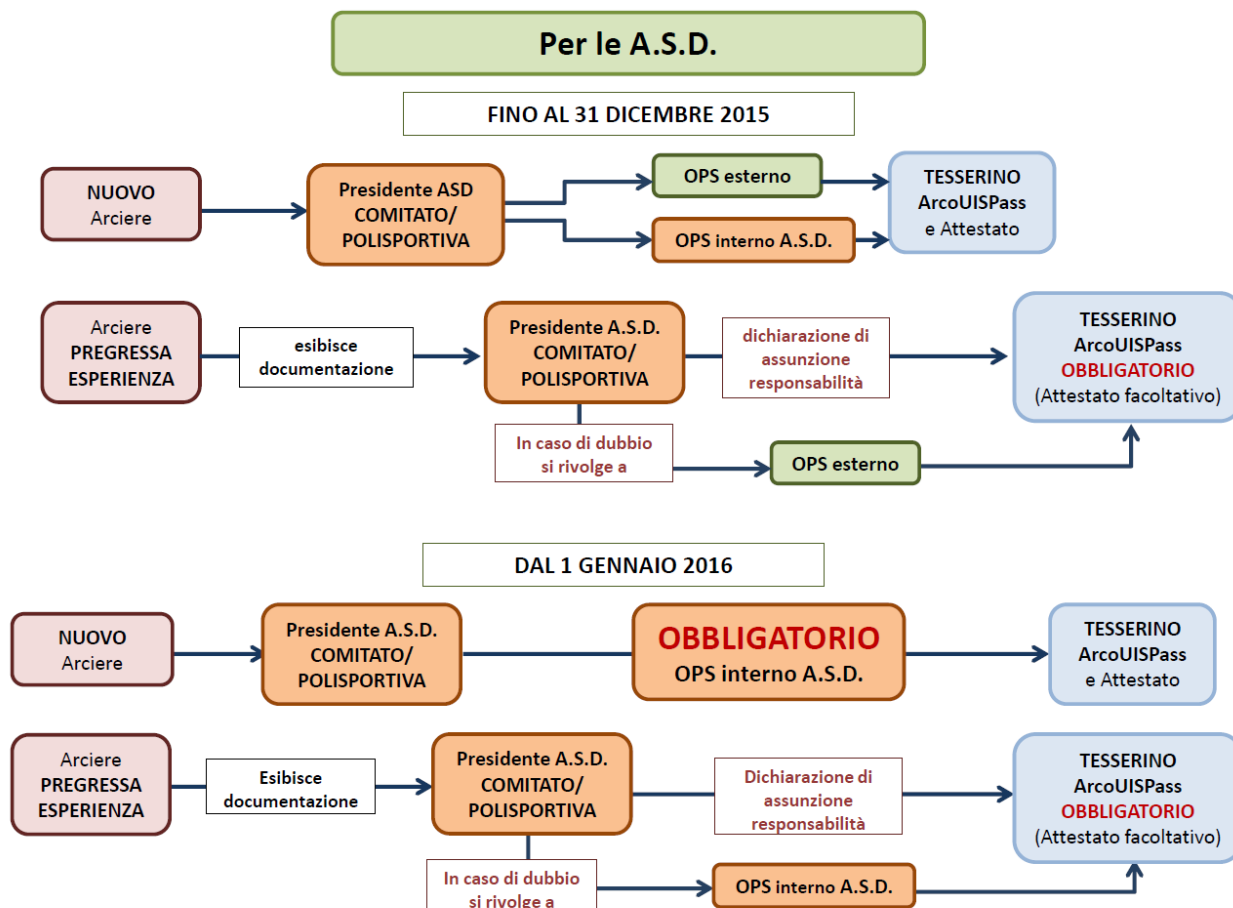 Per le A.S.D.
FINO AL 31 DICEMBRE 2015
NUOVO
Arciere
Presidente ASD
COMITATO/
POLISPORTIVA
OPS esterno
OPS interno A.S.D.
TESSERINO
ArcoUISPass
e Attestato
Arciere
PREGRESSA
ESPERIENZA
esibisce
documentazione
Presidente A.S.D.
COMITATO/
POLISPORTIVA
dichiarazione di
assunzione
responsabilità
TESSERINO
ArcoUISPass
OBBLIGATORIO
(Attestato facoltativo)
In caso di dubbio
si rivolge a
OPS esterno
DAL 1 GENNAIO 2016
NUOVO
Arciere
Presidente A.S.D.
COMITATO/
POLISPORTIVA
OBBLIGATORIO
OPS interno A.S.D.
TESSERINO
ArcoUISPass
e Attestato
Arciere
PREGRESSA
ESPERIENZA
Esibisce
documentazione
Presidente A.S.D.
COMITATO/
POLISPORTIVA
Dichiarazione di
assunzione
responsabilità
TESSERINO
ArcoUISPass
OBBLIGATORIO
(Attestato facoltativo)
In caso di dubbio
si rivolge a
OPS interno A.S.D.